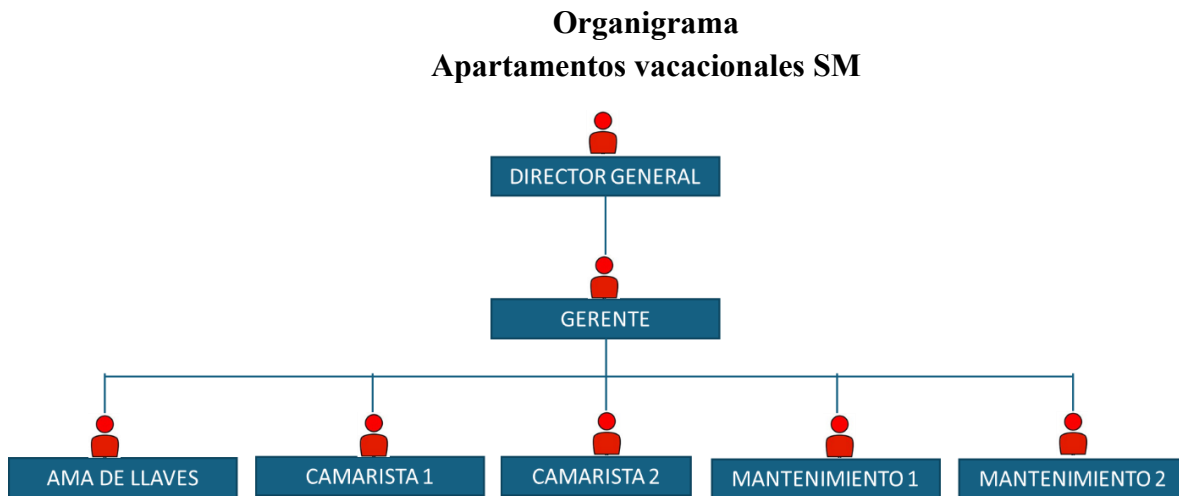 Organigrama
Apartamentos vacacionales SM
DIRECTOR GENERAL
GERENTE
AMA DE LLAVES
CAMARISTA 1
CAMARISTA 2
MANTENIMIENTO 1
MANTENIMIENTO 2